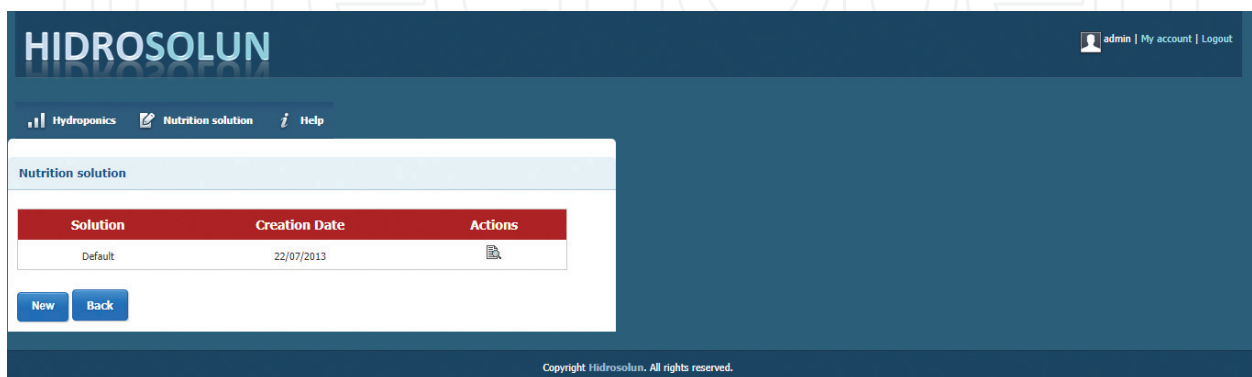 HIDROSOLUN
admin | My account | Logout
Hydroponics Nutrition solution i Help
Nutrition solution
Solution Creation Date Actions
Default 22/07/2013
New Back
Copyright Hidrosolun. All rights reserved.